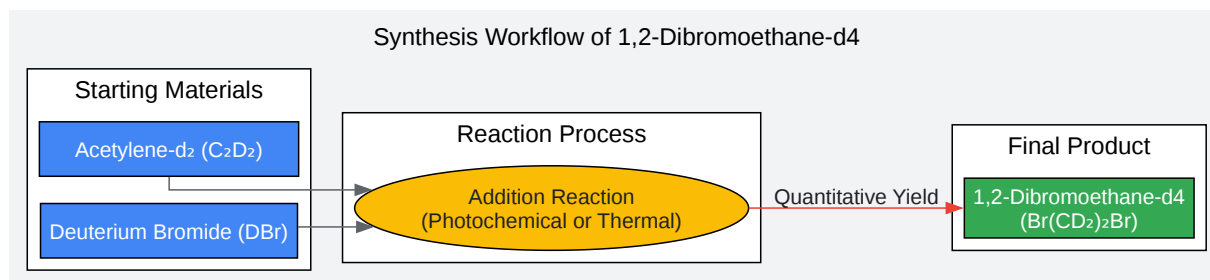 Synthesis Workflow of 1,2-Dibromoethane-d4
Starting Materials
Acetylene-d₂ (C₂D₂)
Deuterium Bromide (DBr)
Reaction Process
Addition Reaction
(Photochemical or Thermal)
Quantitative Yield
Final Product
1,2-Dibromoethane-d4
(Br(CD₂)₂Br)